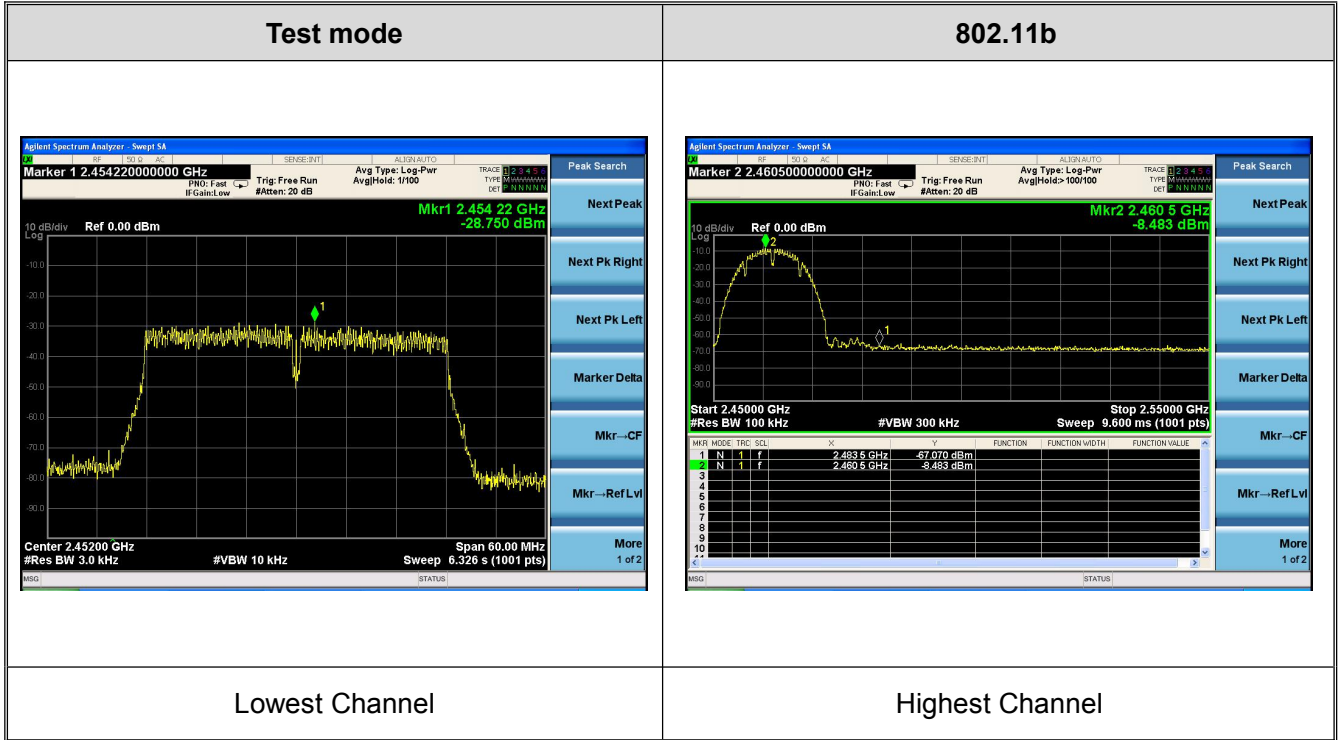 Test mode
802.11b
Agilent Spectrum Analyzer - Swept SA
LXI RF 50 Ω AC SENSE:INT ALIGN AUTO
Marker 1 2.454220000000 GHz
PNO: Fast
IFGain:Low
Trig: Free Run
#Atten: 20 dB
Avg Type: Log-Pwr
Avg|Hold: 1/100
TRACE 1 2 3 4 5 6
TYPE M
DET P N N N N N
Peak Search
Mkr1 2.454 22 GHz
-28.750 dBm
10 dB/div Ref 0.00 dBm
Log
1
-10.0
-20.0
-30.0
-40.0
-50.0
-60.0
-70.0
-80.0
-90.0
Center 2.45200 GHz
Span 60.00 MHz
#Res BW 3.0 kHz
#VBW 10 kHz
Sweep 6.326 s (1001 pts)
MSG
STATUS
Next Peak
Next Pk Right
Next Pk Left
Marker Delta
Mkr→CF
Mkr→Ref Lvl
More
1 of 2
Agilent Spectrum Analyzer - Swept SA
LXI RF 50 Ω AC SENSE:INT ALIGN AUTO
Marker 2 2.460500000000 GHz
PNO: Fast
IFGain:Low
Trig: Free Run
#Atten: 20 dB
Avg Type: Log-Pwr
Avg|Hold:> 100/100
TRACE 1 2 3 4 5 6
TYPE M
DET P N N N N N
Peak Search
Mkr2 2.460 5 GHz
-8.483 dBm
10 dB/div Ref 0.00 dBm
Log
2
1
-10.0
-20.0
-30.0
-40.0
-50.0
-60.0
-70.0
-80.0
-90.0
Start 2.45000 GHz
Stop 2.55000 GHz
#Res BW 100 kHz
#VBW 300 kHz
Sweep 9.600 ms (1001 pts)
MKR MODE TRC SCL X Y FUNCTION FUNCTION WIDTH FUNCTION VALUE
1 N 1 f 2.483 5 GHz -67.070 dBm
2 N 1 f 2.460 5 GHz -8.483 dBm
3
4
5
6
7
8
9
10
11
MSG
STATUS
Next Peak
Next Pk Right
Next Pk Left
Marker Delta
Mkr→CF
Mkr→Ref Lvl
More
1 of 2
Lowest Channel
Highest Channel